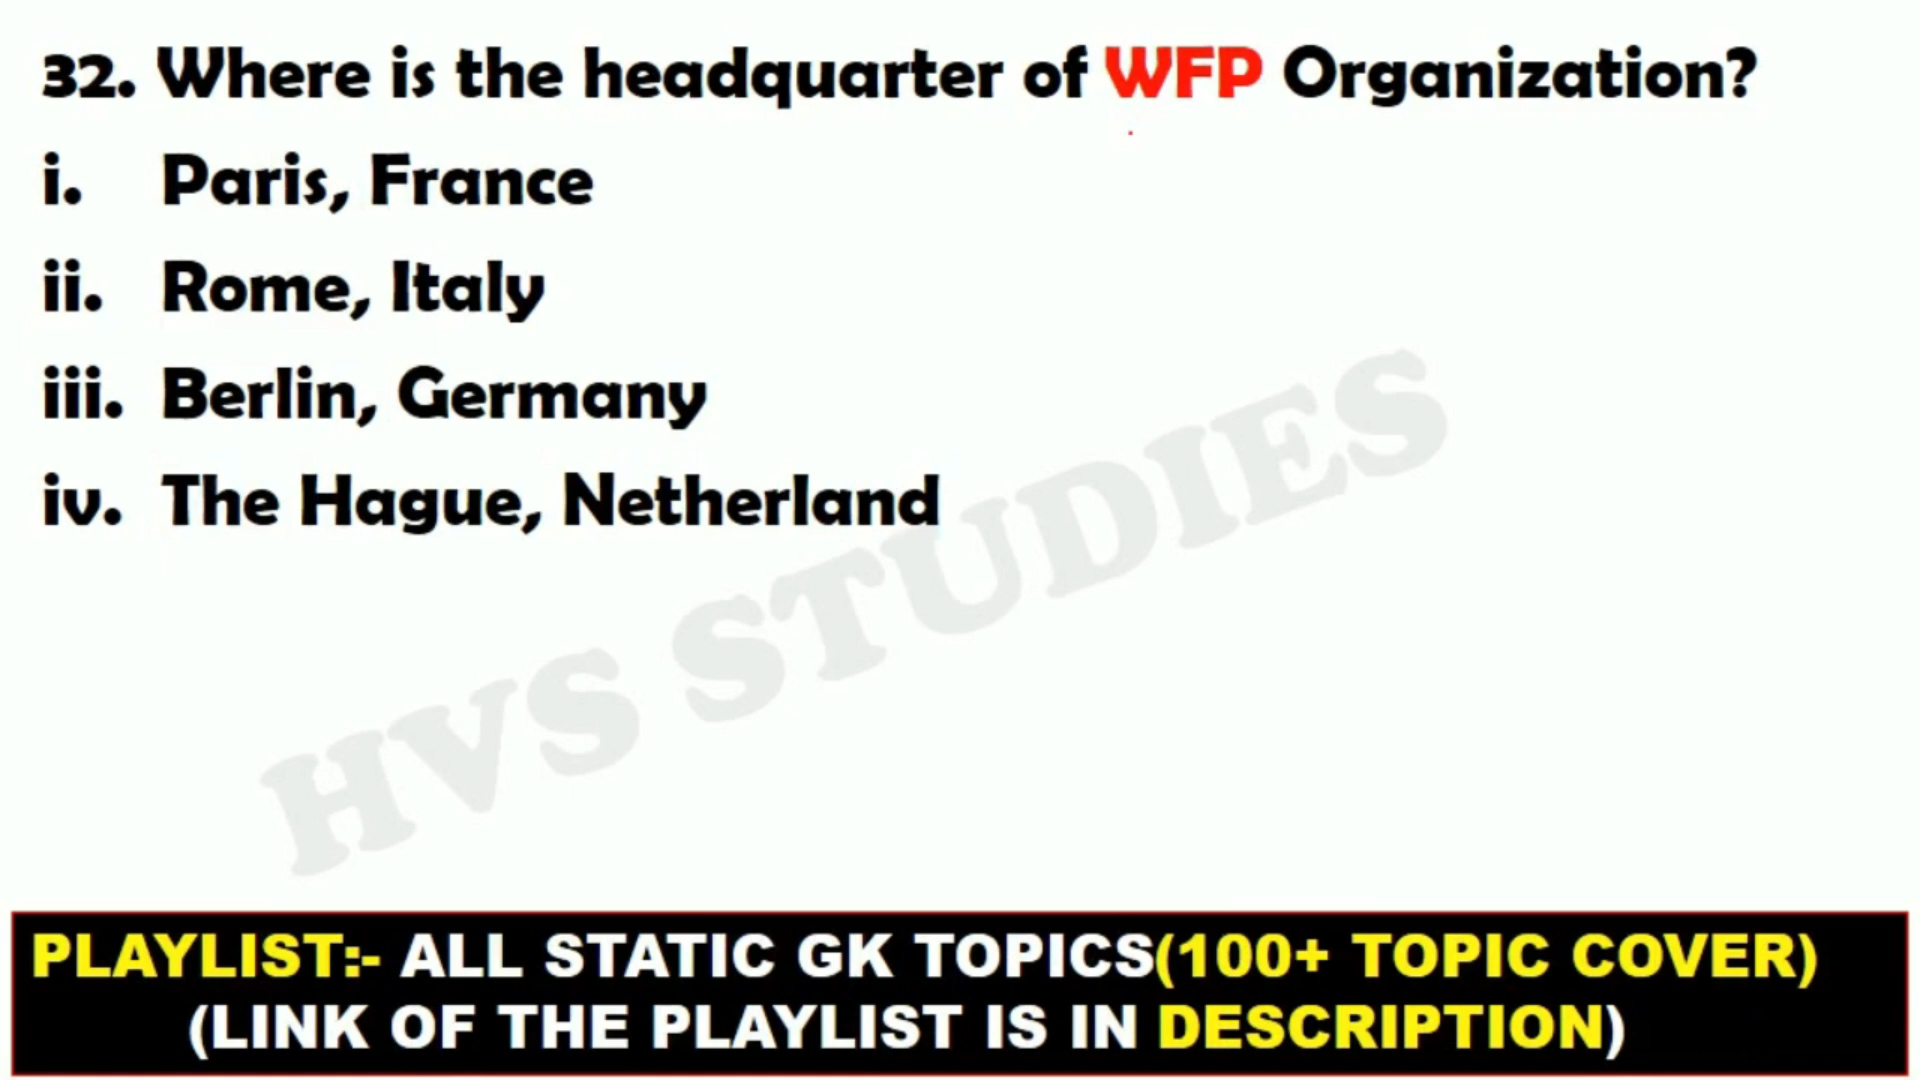 32. Where is the headquarter of WFP Organization?
i. Paris, France
ii. Rome, Italy
iii. Berlin, Germany
iv. The Hague, Netherland
HVS STUDIES
PLAYLIST:- ALL STATIC GK TOPICS(100+ TOPIC COVER)
(LINK OF THE PLAYLIST IS IN DESCRIPTION)